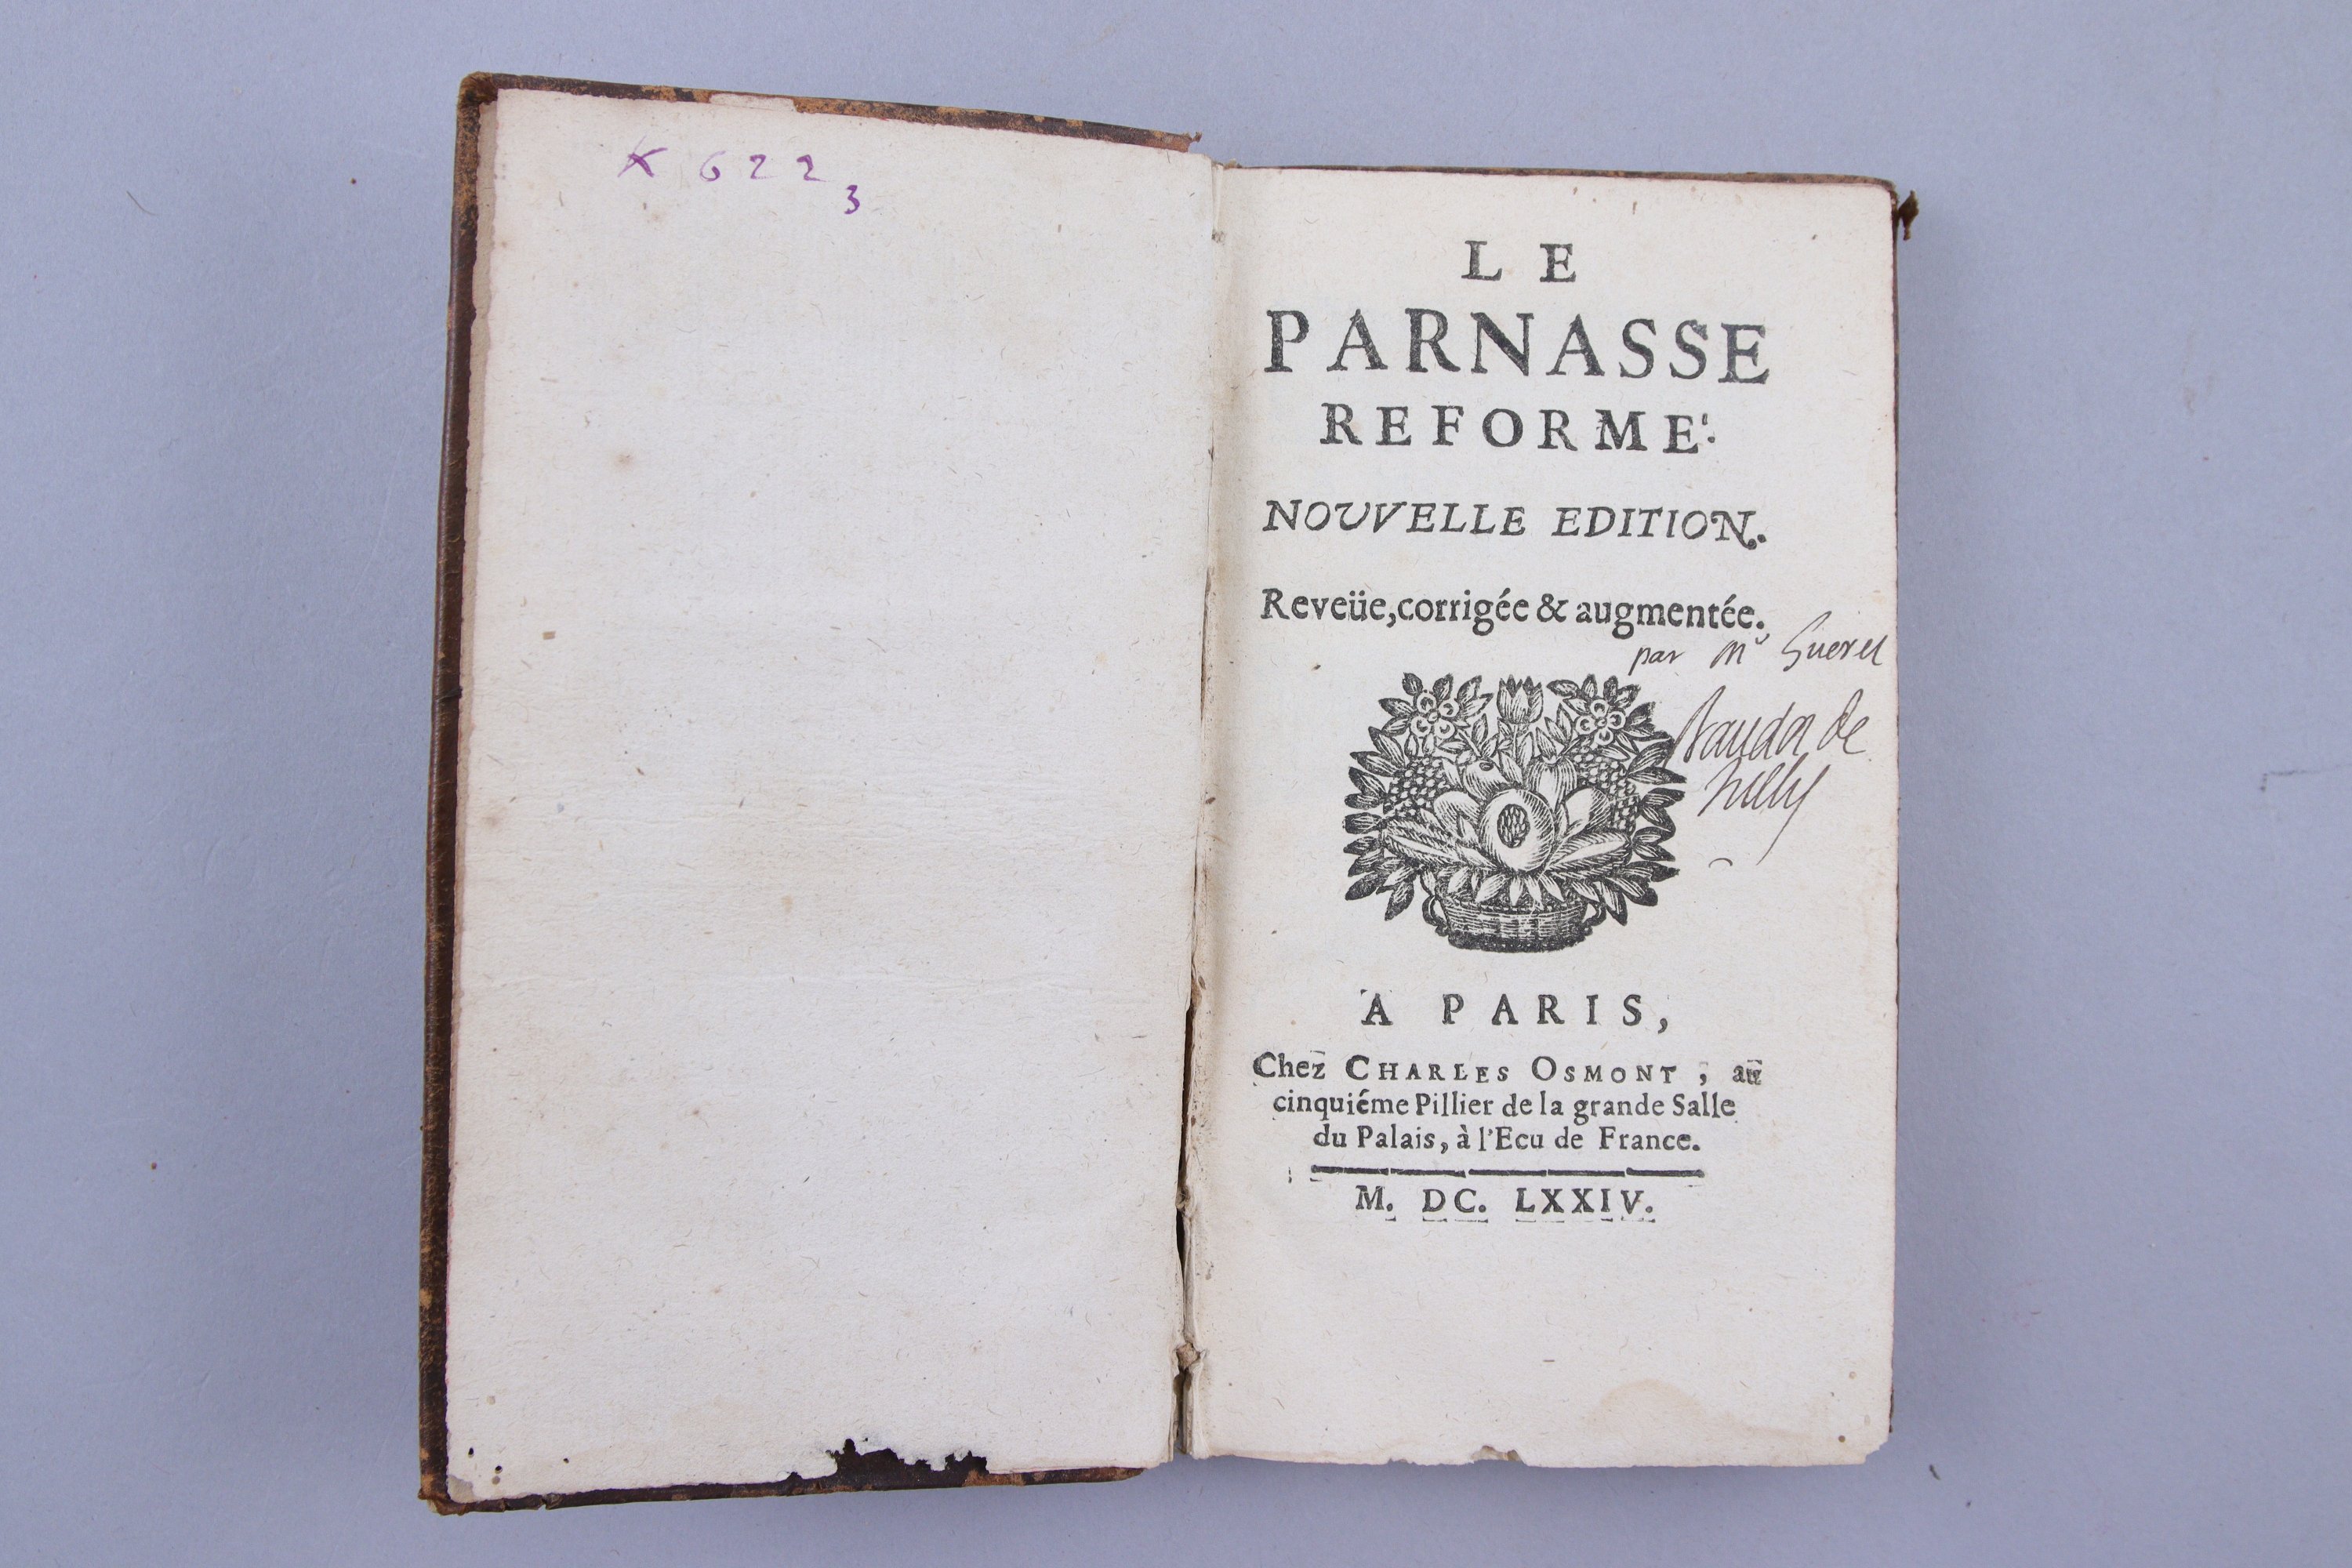 K 622
3
LE
PARNASSE
REFORME'.
NOUVELLE EDITION.
Reveüe, corrigée & augmentée.
par Mr Gueret
de
A PARIS,
Chez CHARLES OSMONT, au
cinquiéme Pillier de la grande Salle
du Palais, à l'Ecu de France.
M. DC. LXXIV.